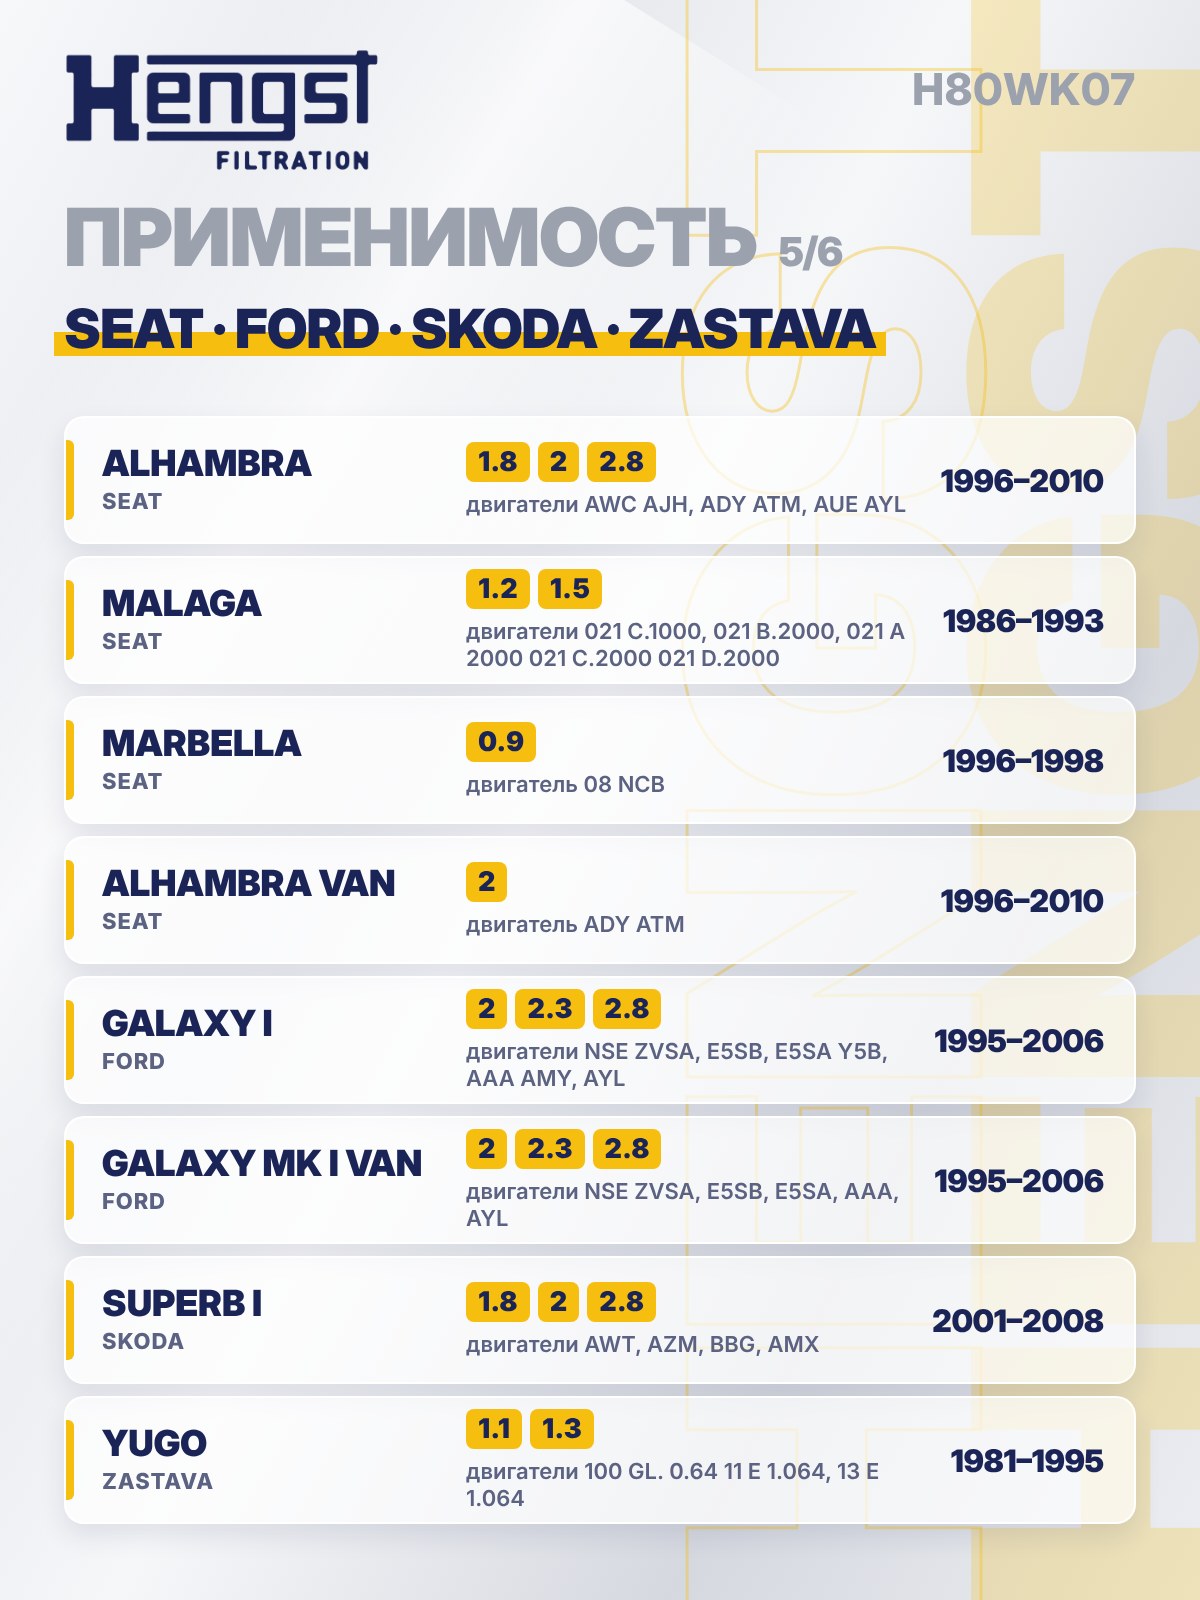 Hengst
FILTRATION
H80WK07
ПРИМЕНИМОСТЬ 5/6
SEAT · FORD · SKODA · ZASTAVA
ALHAMBRA
SEAT
1.8 2 2.8
двигатели AWC AJH, ADY ATM, AUE AYL
1996–2010
MALAGA
SEAT
1.2 1.5
двигатели 021 C.1000, 021 B.2000, 021 A
2000 021 C.2000 021 D.2000
1986–1993
MARBELLA
SEAT
0.9
двигатель 08 NCB
1996–1998
ALHAMBRA VAN
SEAT
2
двигатель ADY ATM
1996–2010
GALAXY I
FORD
2 2.3 2.8
двигатели NSE ZVSA, E5SB, E5SA Y5B,
AAA AMY, AYL
1995–2006
GALAXY MK I VAN
FORD
2 2.3 2.8
двигатели NSE ZVSA, E5SB, E5SA, AAA,
AYL
1995–2006
SUPERB I
SKODA
1.8 2 2.8
двигатели AWT, AZM, BBG, AMX
2001–2008
YUGO
ZASTAVA
1.1 1.3
двигатели 100 GL. 0.64 11 E 1.064, 13 E
1.064
1981–1995
HENGST
HENGST